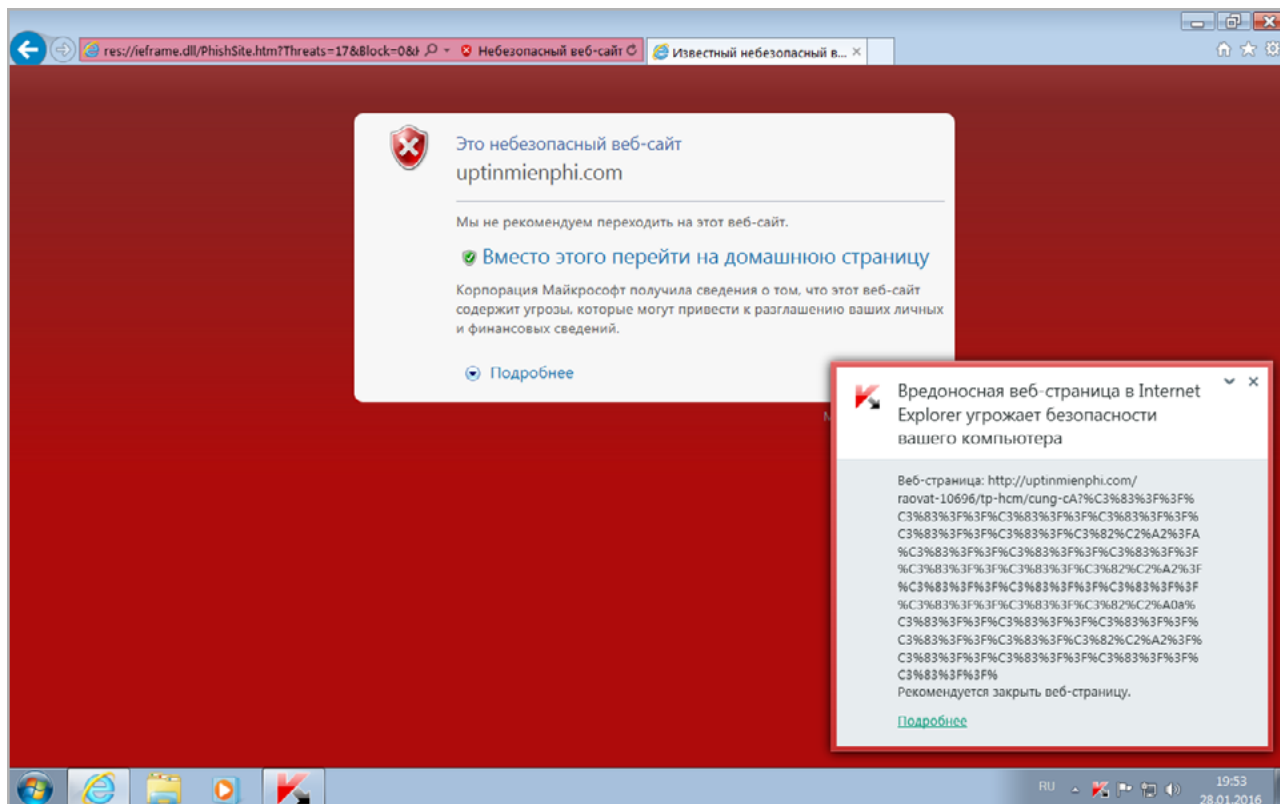 res://ieframe.dll/PhishSite.htm?Threats=17&Block=0&I
Небезопасный веб-сайт
Известный небезопасный в...
Это небезопасный веб-сайт
uptinmienphi.com
Мы не рекомендуем переходить на этот веб-сайт.
Вместо этого перейти на домашнюю страницу
Корпорация Майкрософт получила сведения о том, что этот веб-сайт
содержит угрозы, которые могут привести к разглашению ваших личных
и финансовых сведений.
Подробнее
Вредоносная веб-страница в Internet
Explorer угрожает безопасности
вашего компьютера
Веб-страница: http://uptinmienphi.com/
raovat-10696/tp-hcm/cung-cA?%C3%83%3F%3F%
C3%83%3F%3F%C3%83%3F%3F%C3%83%3F%3F%
C3%83%3F%3F%C3%83%3F%C3%82%C2%A2%3FA
%C3%83%3F%3F%C3%83%3F%3F%C3%83%3F%3F
%C3%83%3F%3F%C3%83%3F%C3%82%C2%A2%3F
%C3%83%3F%3F%C3%83%3F%3F%C3%83%3F%3F
%C3%83%3F%3F%C3%83%3F%C3%82%C2%A0a%
C3%83%3F%3F%C3%83%3F%3F%C3%83%3F%3F%
C3%83%3F%3F%C3%83%3F%C3%82%C2%A2%3F%
C3%83%3F%3F%C3%83%3F%3F%C3%83%3F%3F%
C3%83%3F%3F%
Рекомендуется закрыть веб-страницу.
Подробнее
RU
19:53
28.01.2016